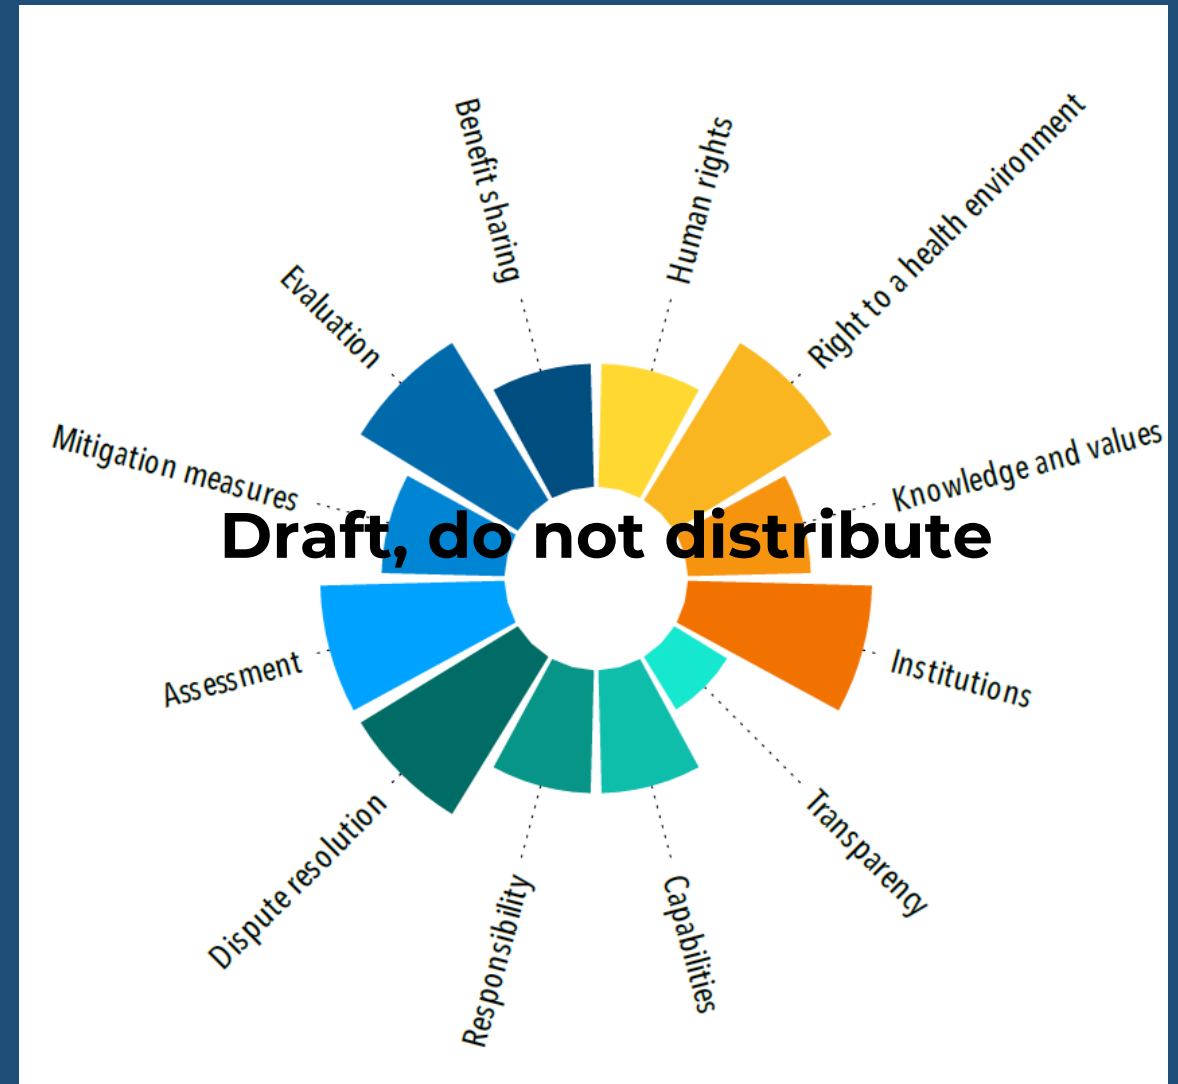 Benefit sharing
Human rights
Right to a health environment
Evaluation
Mitigation measures
Knowledge and values
Draft, do not distribute
Assessment
Institutions
Dispute resolution
Transparency
Responsibility
Capabilities